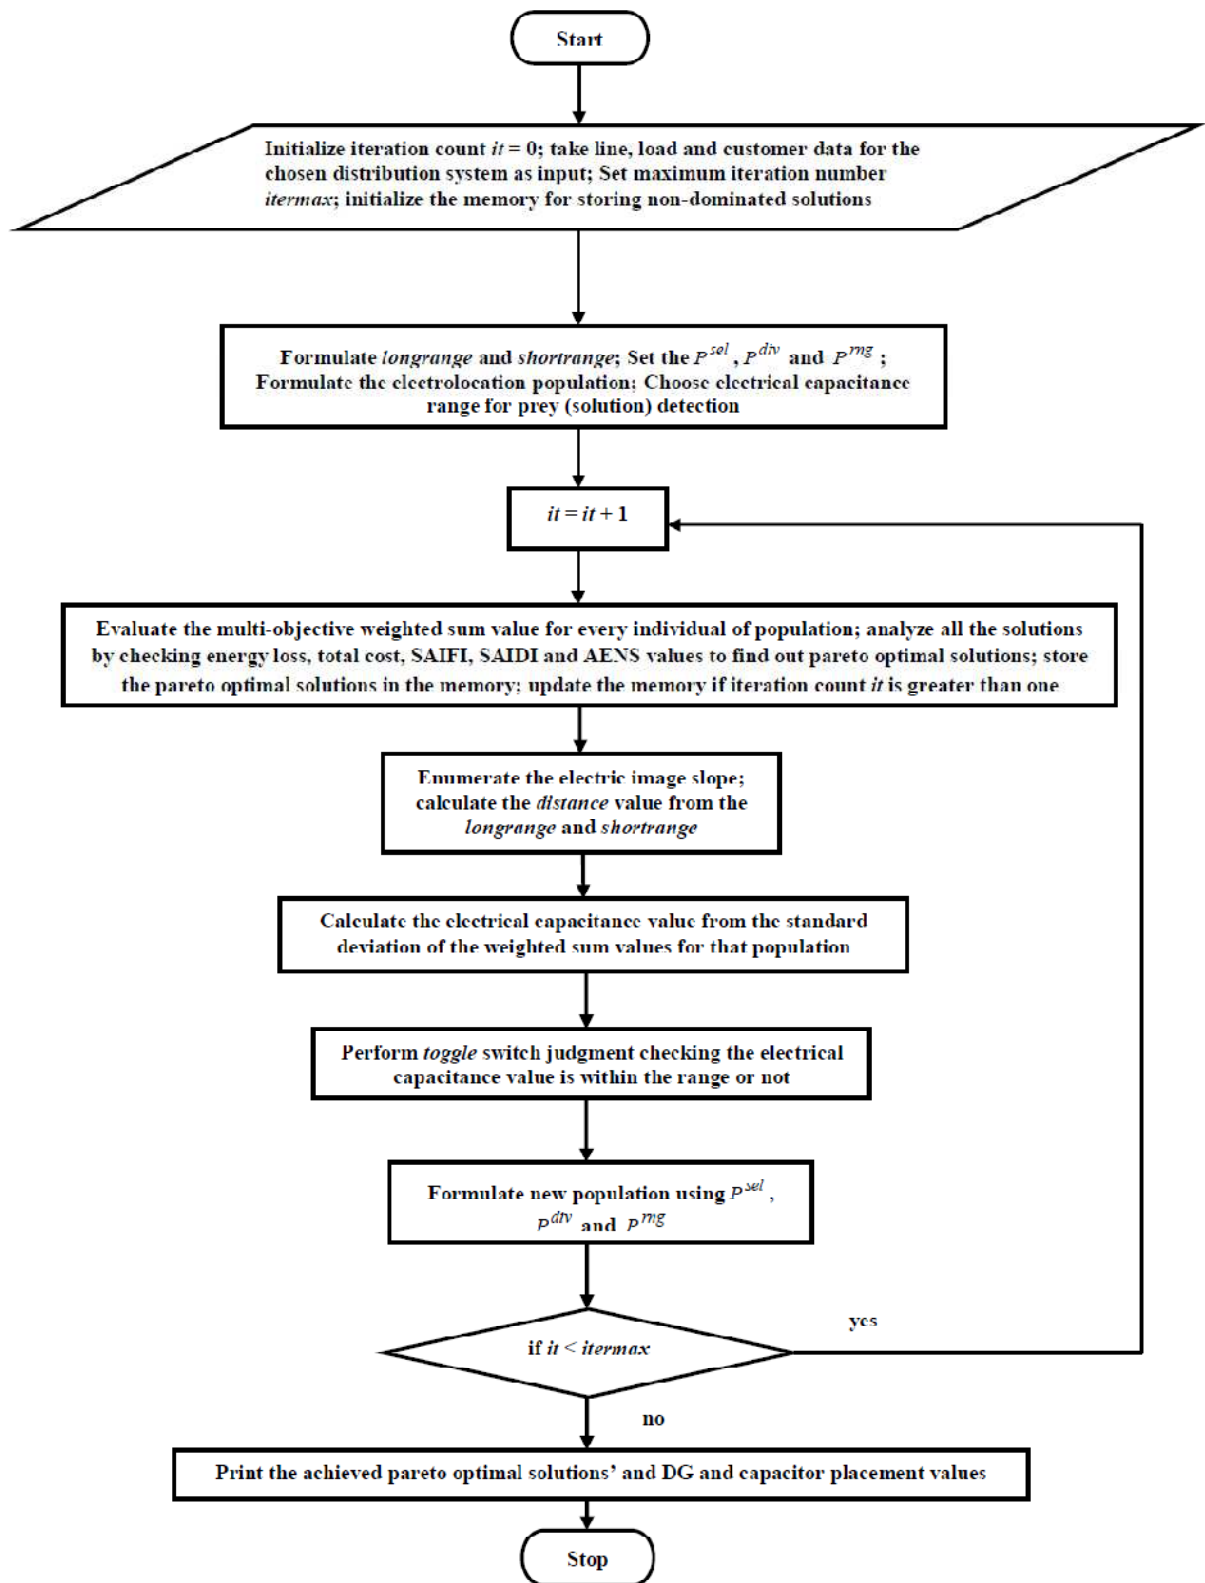 Start
Initialize iteration count it = 0; take line, load and customer data for the
chosen distribution system as input; Set maximum iteration number
itermax; initialize the memory for storing non-dominated solutions
Formulate longrange and shortrange; Set the P^sel, P^div and P^rng ;
Formulate the electrolocation population; Choose electrical capacitance
range for prey (solution) detection
it = it + 1
Evaluate the multi-objective weighted sum value for every individual of population; analyze all the solutions
by checking energy loss, total cost, SAIFI, SAIDI and AENS values to find out pareto optimal solutions; store
the pareto optimal solutions in the memory; update the memory if iteration count it is greater than one
Enumerate the electric image slope;
calculate the distance value from the
longrange and shortrange
Calculate the electrical capacitance value from the standard
deviation of the weighted sum values for that population
Perform toggle switch judgment checking the electrical
capacitance value is within the range or not
Formulate new population using P^sel ,
P^div and P^rng
if it < itermax
yes
no
Print the achieved pareto optimal solutions’ and DG and capacitor placement values
Stop